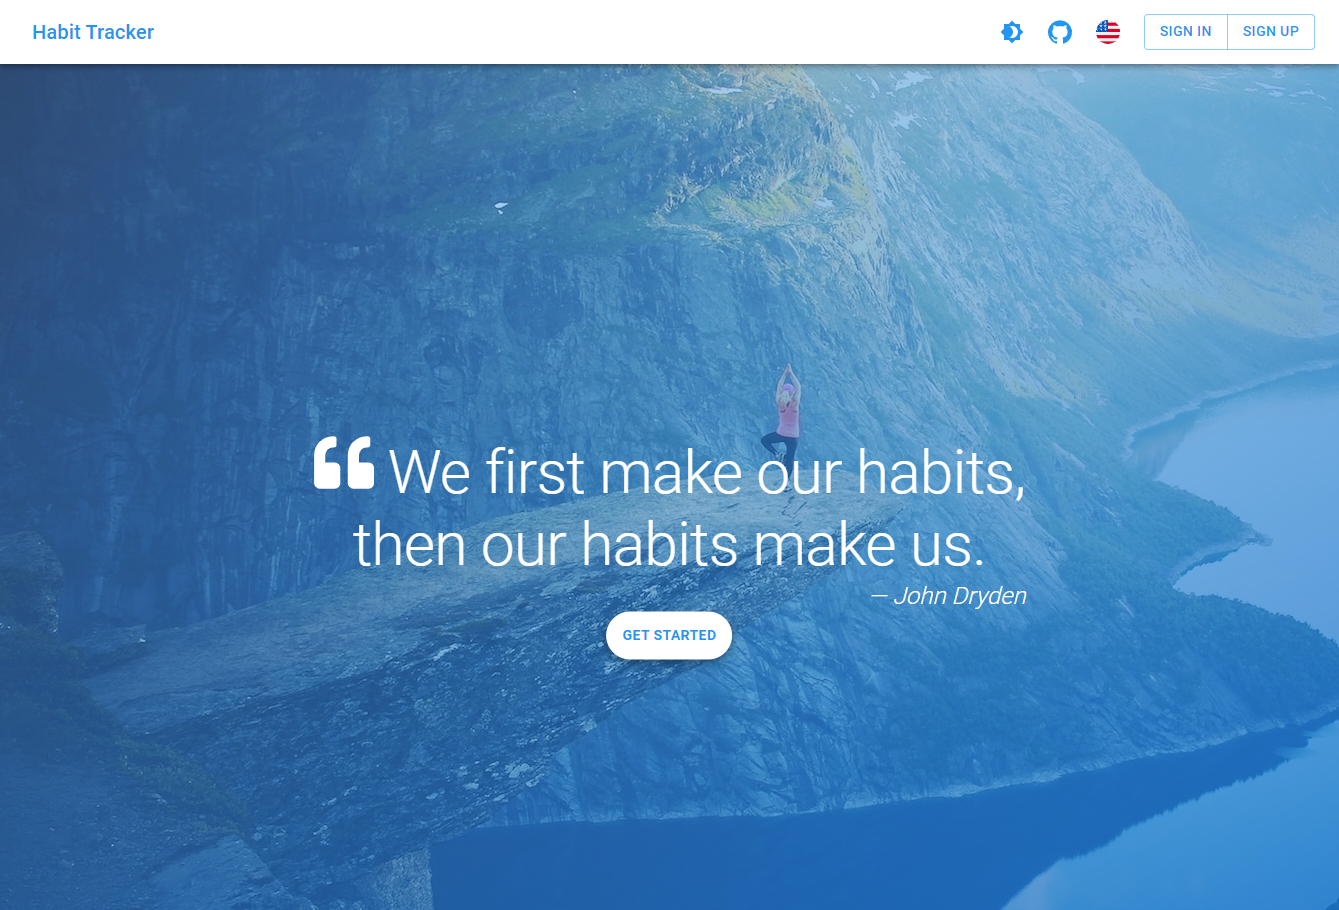 Habit Tracker
SIGN IN
SIGN UP
We first make our habits,
then our habits make us.
— John Dryden
GET STARTED